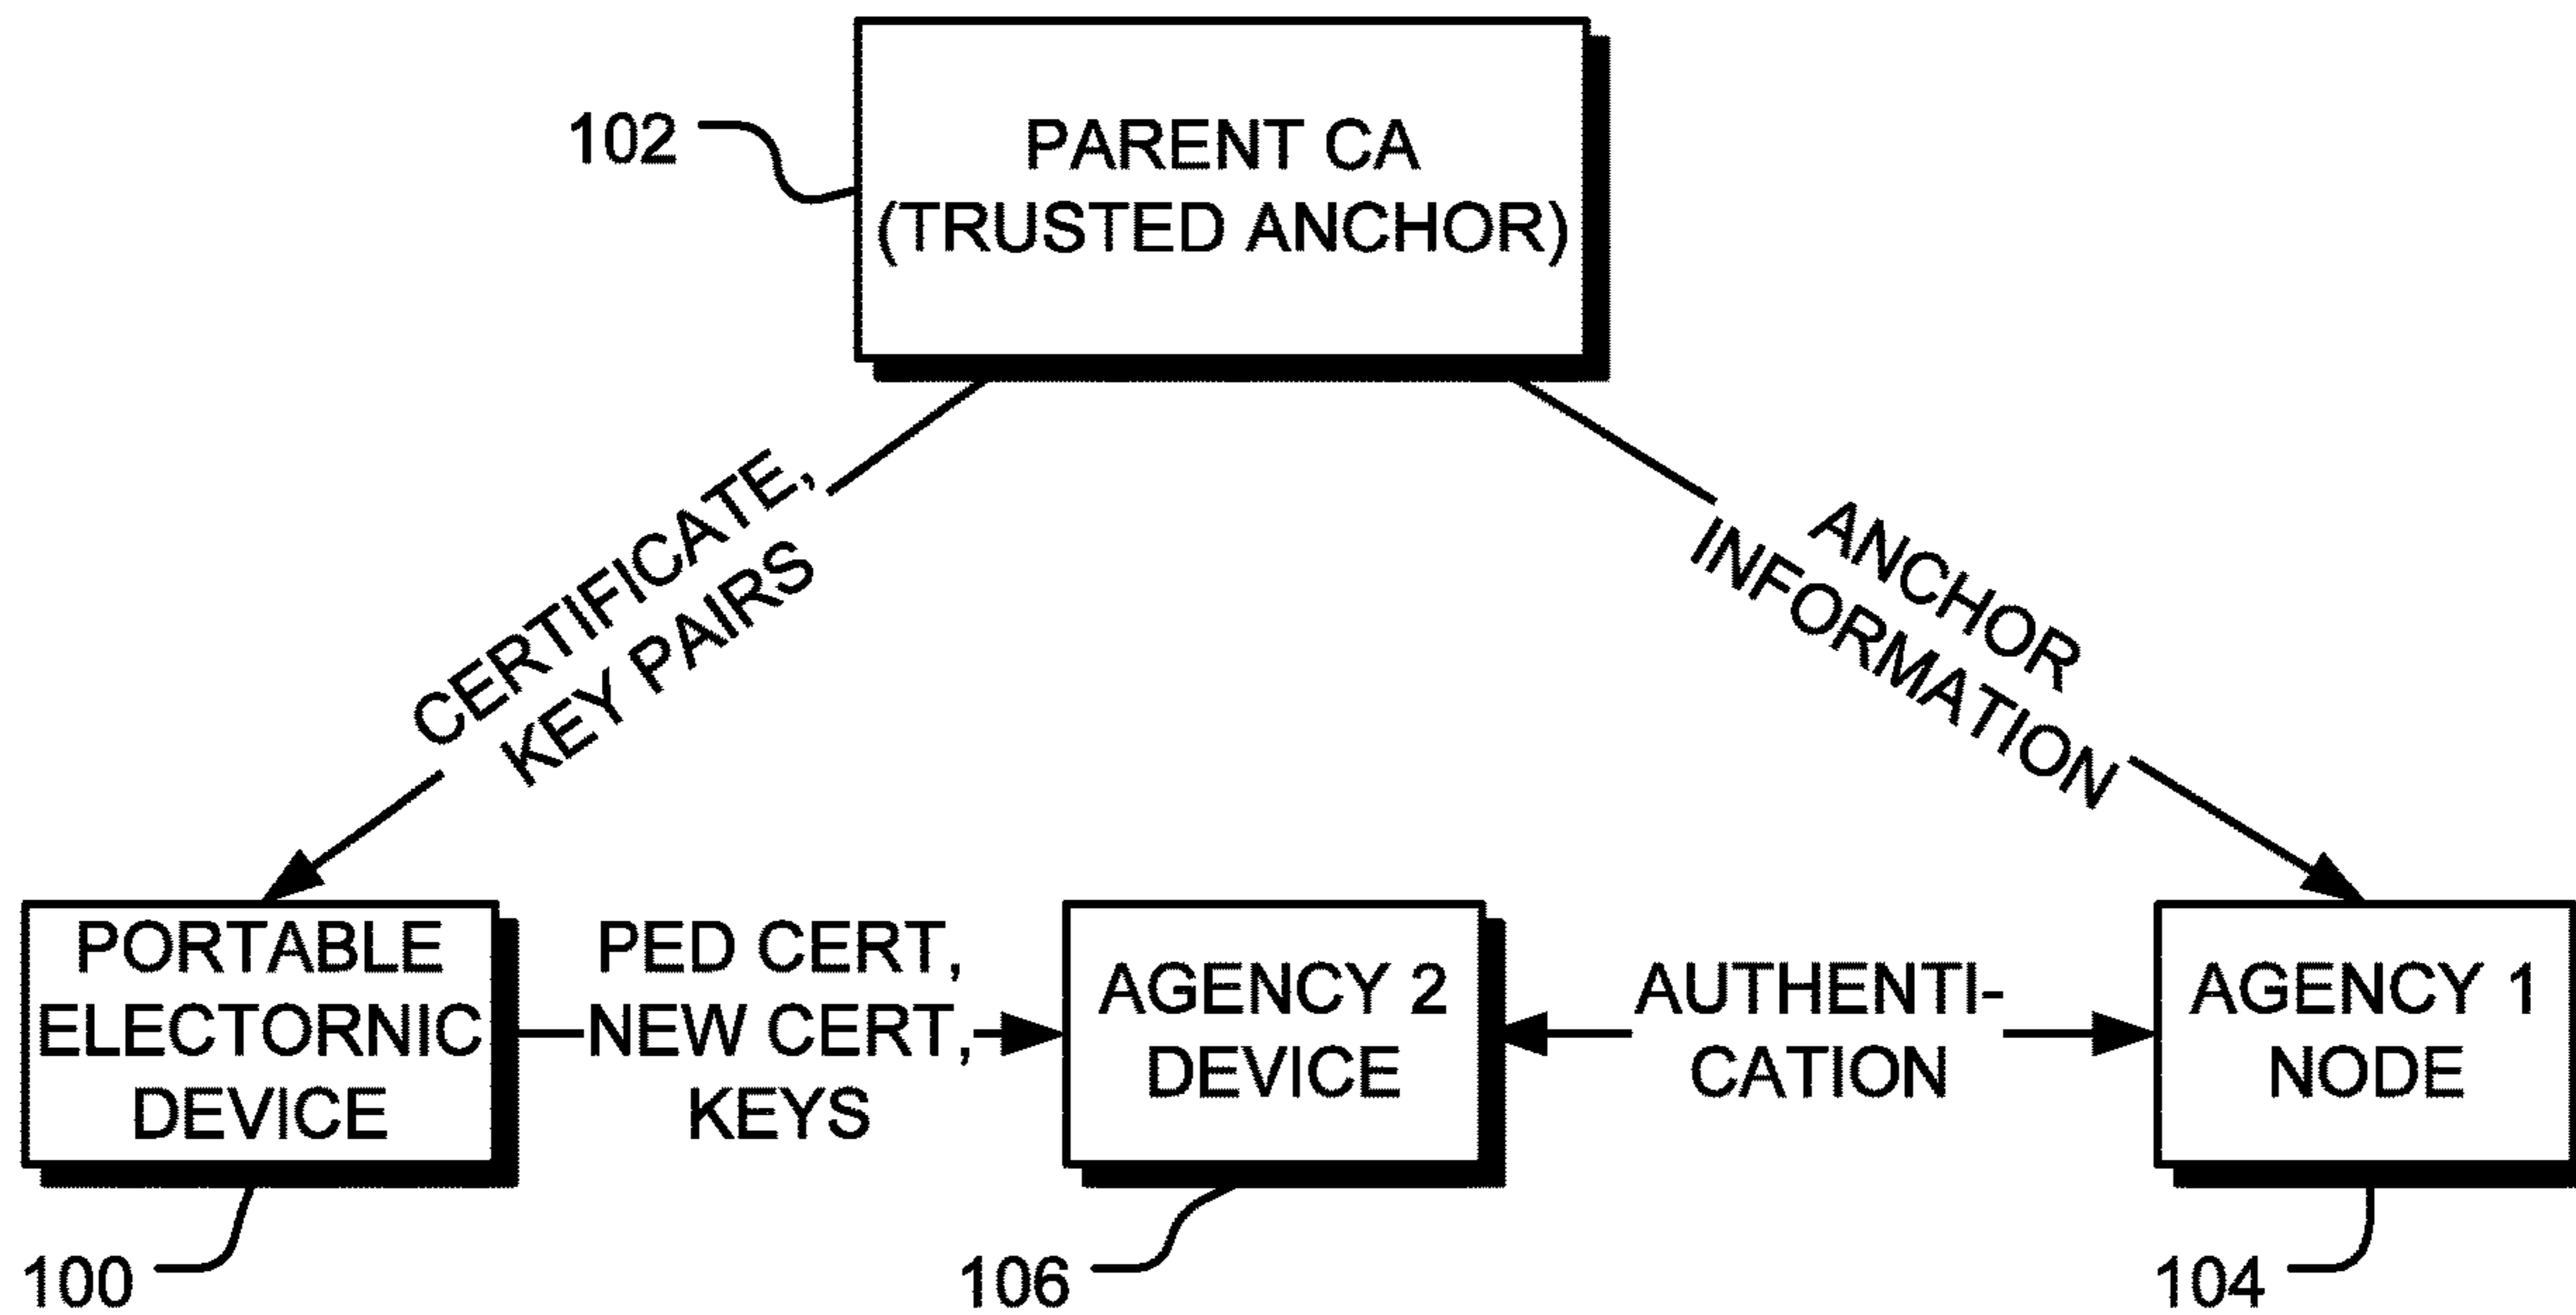 102
PARENT CA
(TRUSTED ANCHOR)
CERTIFICATE,
KEY PAIRS
ANCHOR
INFORMATION
PORTABLE
ELECTORNIC
DEVICE
PED CERT,
NEW CERT,
KEYS
AGENCY 2
DEVICE
AUTHENTI-
CATION
AGENCY 1
NODE
100
106
104